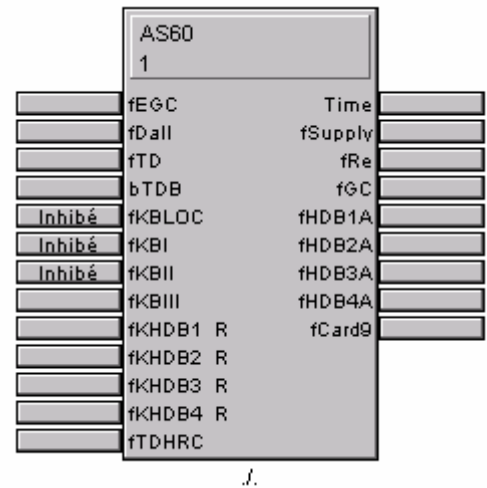 AS60
1
fEGC Time
fDall fSupply
fTD fRe
bTDB fGC
Inhibé fKBLOC fHDB1A
Inhibé fKBI fHDB2A
Inhibé fKBII fHDB3A
fKBIII fHDB4A
fKHDB1 R fCard9
fKHDB2 R
fKHDB3 R
fKHDB4 R
fTDHRC
./.